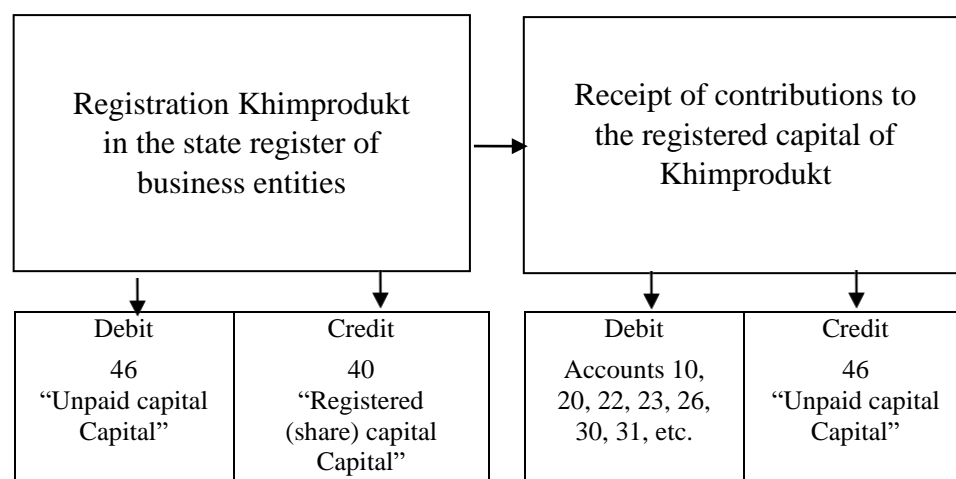 Registration Khimprodukt
in the state register of
business entities
Receipt of contributions to
the registered capital of
Khimprodukt
Debit
46
“Unpaid capital
Capital”
Credit
40
“Registered
(share) capital
Capital”
Debit
Accounts 10,
20, 22, 23, 26,
30, 31, etc.
Credit
46
“Unpaid capital
Capital”